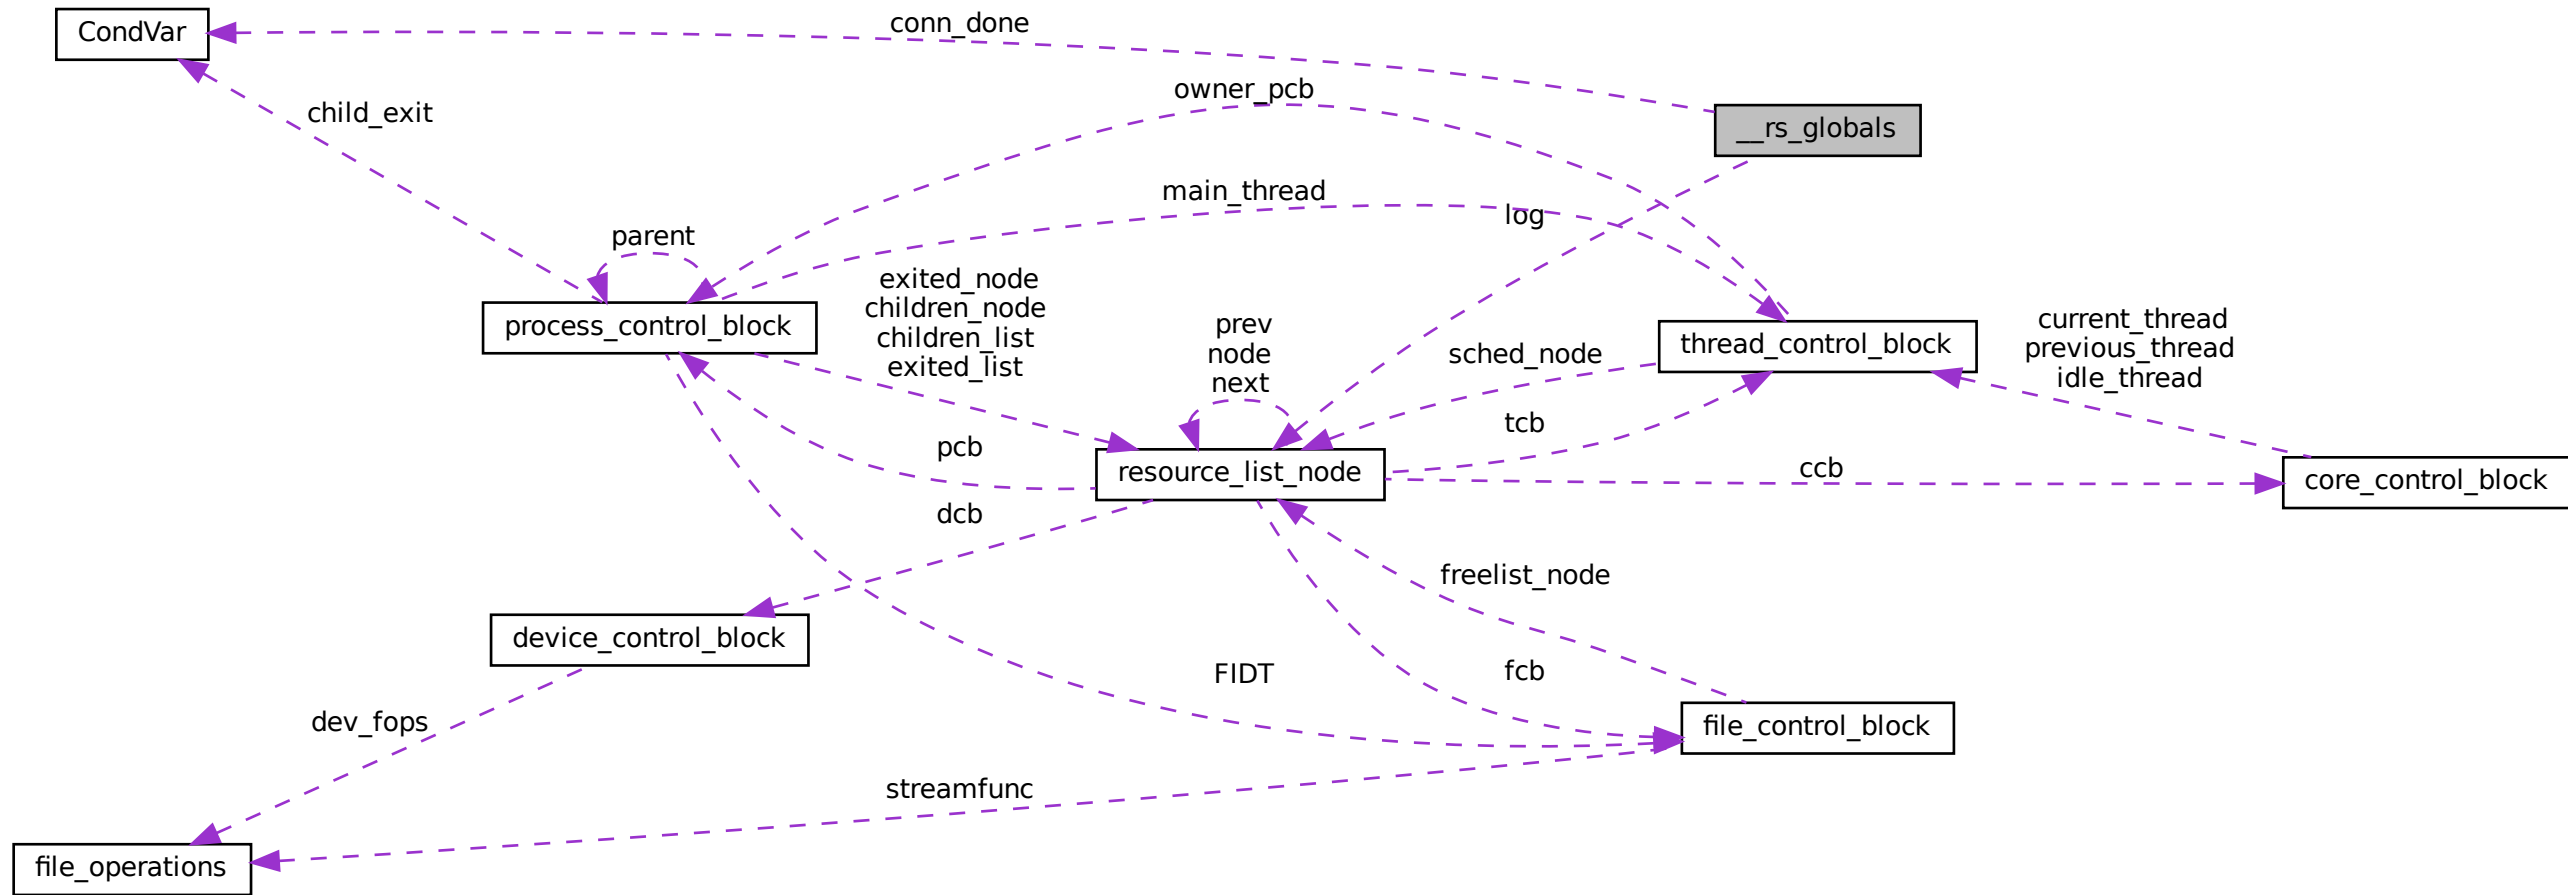 CondVar
conn_done
owner_pcb
child_exit
__rs_globals
main_thread
log
parent
exited_node
children_node
children_list
exited_list
process_control_block
prev
node
next
sched_node
thread_control_block
current_thread
previous_thread
idle_thread
tcb
pcb
resource_list_node
ccb
core_control_block
dcb
freelist_node
device_control_block
FIDT
fcb
dev_fops
file_control_block
streamfunc
file_operations